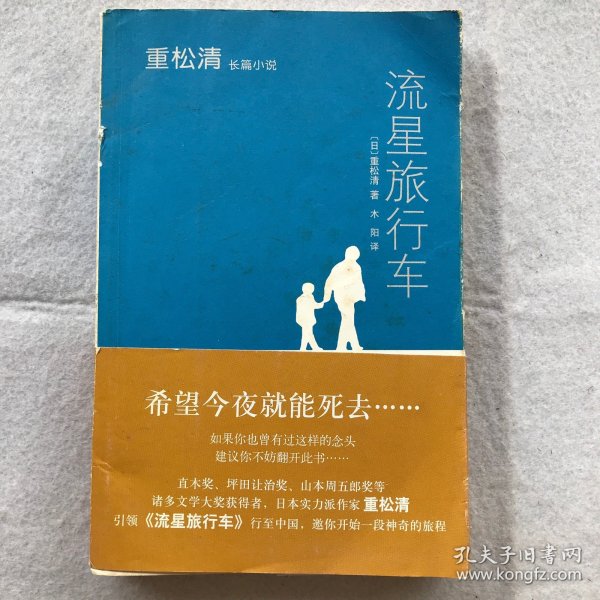 重松清 长篇小说
流星旅行车
〔日〕重松清 著 木阳 译
希望今夜就能死去……
如果你也曾有过这样的念头
建议你不妨翻开此书……
直木奖、坪田让治奖、山本周五郎奖等
诸多文学大奖获得者，日本实力派作家 重松清
引领《流星旅行车》行至中国，邀你开始一段神奇的旅程
孔夫子旧书网
www.kongfz.com